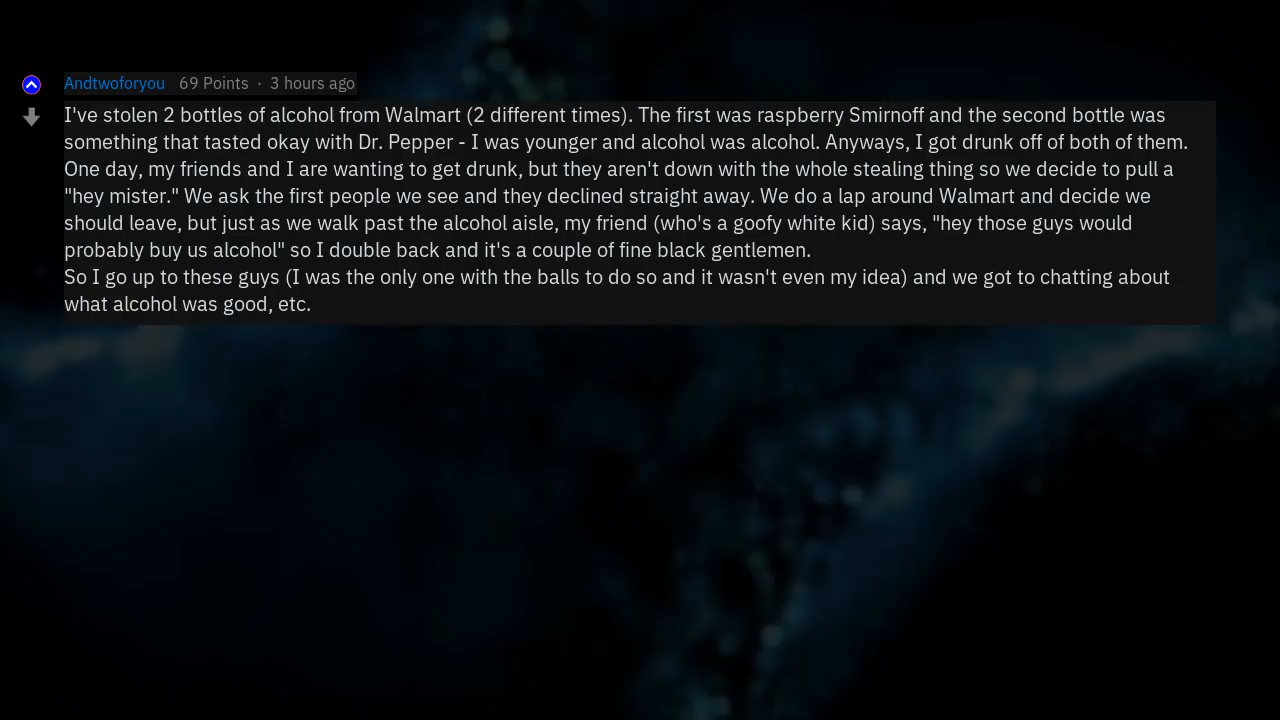 Andtwoforyou 69 Points · 3 hours ago
I've stolen 2 bottles of alcohol from Walmart (2 different times). The first was raspberry Smirnoff and the second bottle was
something that tasted okay with Dr. Pepper - I was younger and alcohol was alcohol. Anyways, I got drunk off of both of them.
One day, my friends and I are wanting to get drunk, but they aren't down with the whole stealing thing so we decide to pull a
"hey mister." We ask the first people we see and they declined straight away. We do a lap around Walmart and decide we
should leave, but just as we walk past the alcohol aisle, my friend (who's a goofy white kid) says, "hey those guys would
probably buy us alcohol" so I double back and it's a couple of fine black gentlemen.
So I go up to these guys (I was the only one with the balls to do so and it wasn't even my idea) and we got to chatting about
what alcohol was good, etc.